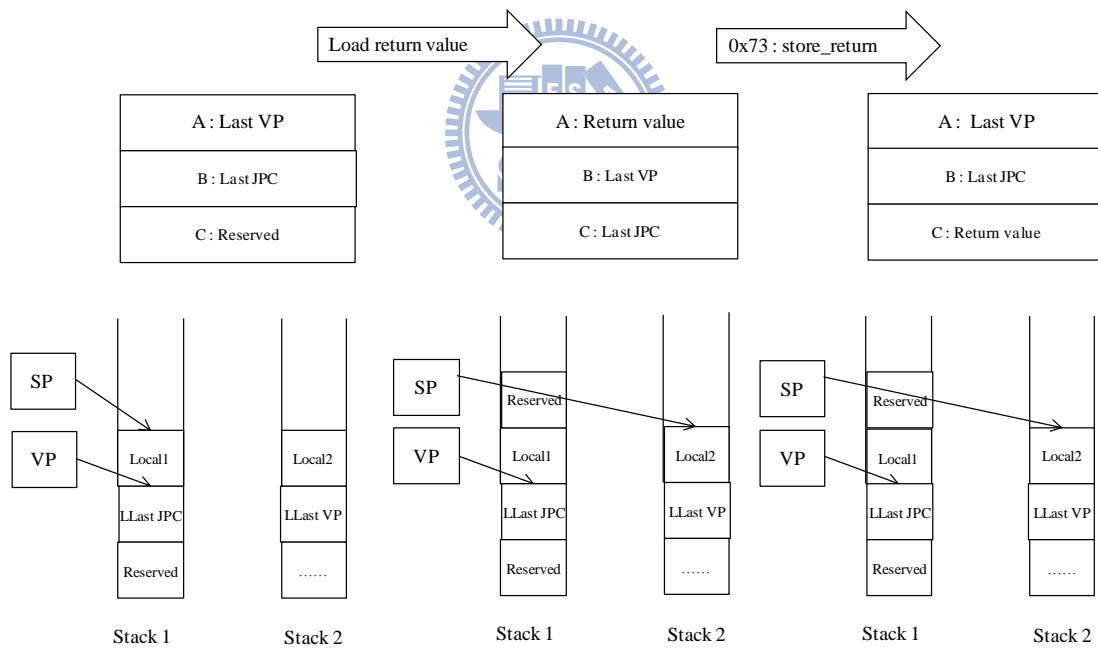 Load return value
0x73 : store_return
A : Last VP
B : Last JPC
C : Reserved
A : Return value
B : Last VP
C : Last JPC
A : Last VP
B : Last JPC
C : Return value
SP
VP
Local1
LLast JPC
Reserved
Local2
LLast VP
......
Stack 1
Stack 2
SP
VP
Reserved
Local1
LLast JPC
Reserved
Local2
LLast VP
......
Stack 1
Stack 2
SP
VP
Reserved
Local1
LLast JPC
Reserved
Local2
LLast VP
......
Stack 1
Stack 2